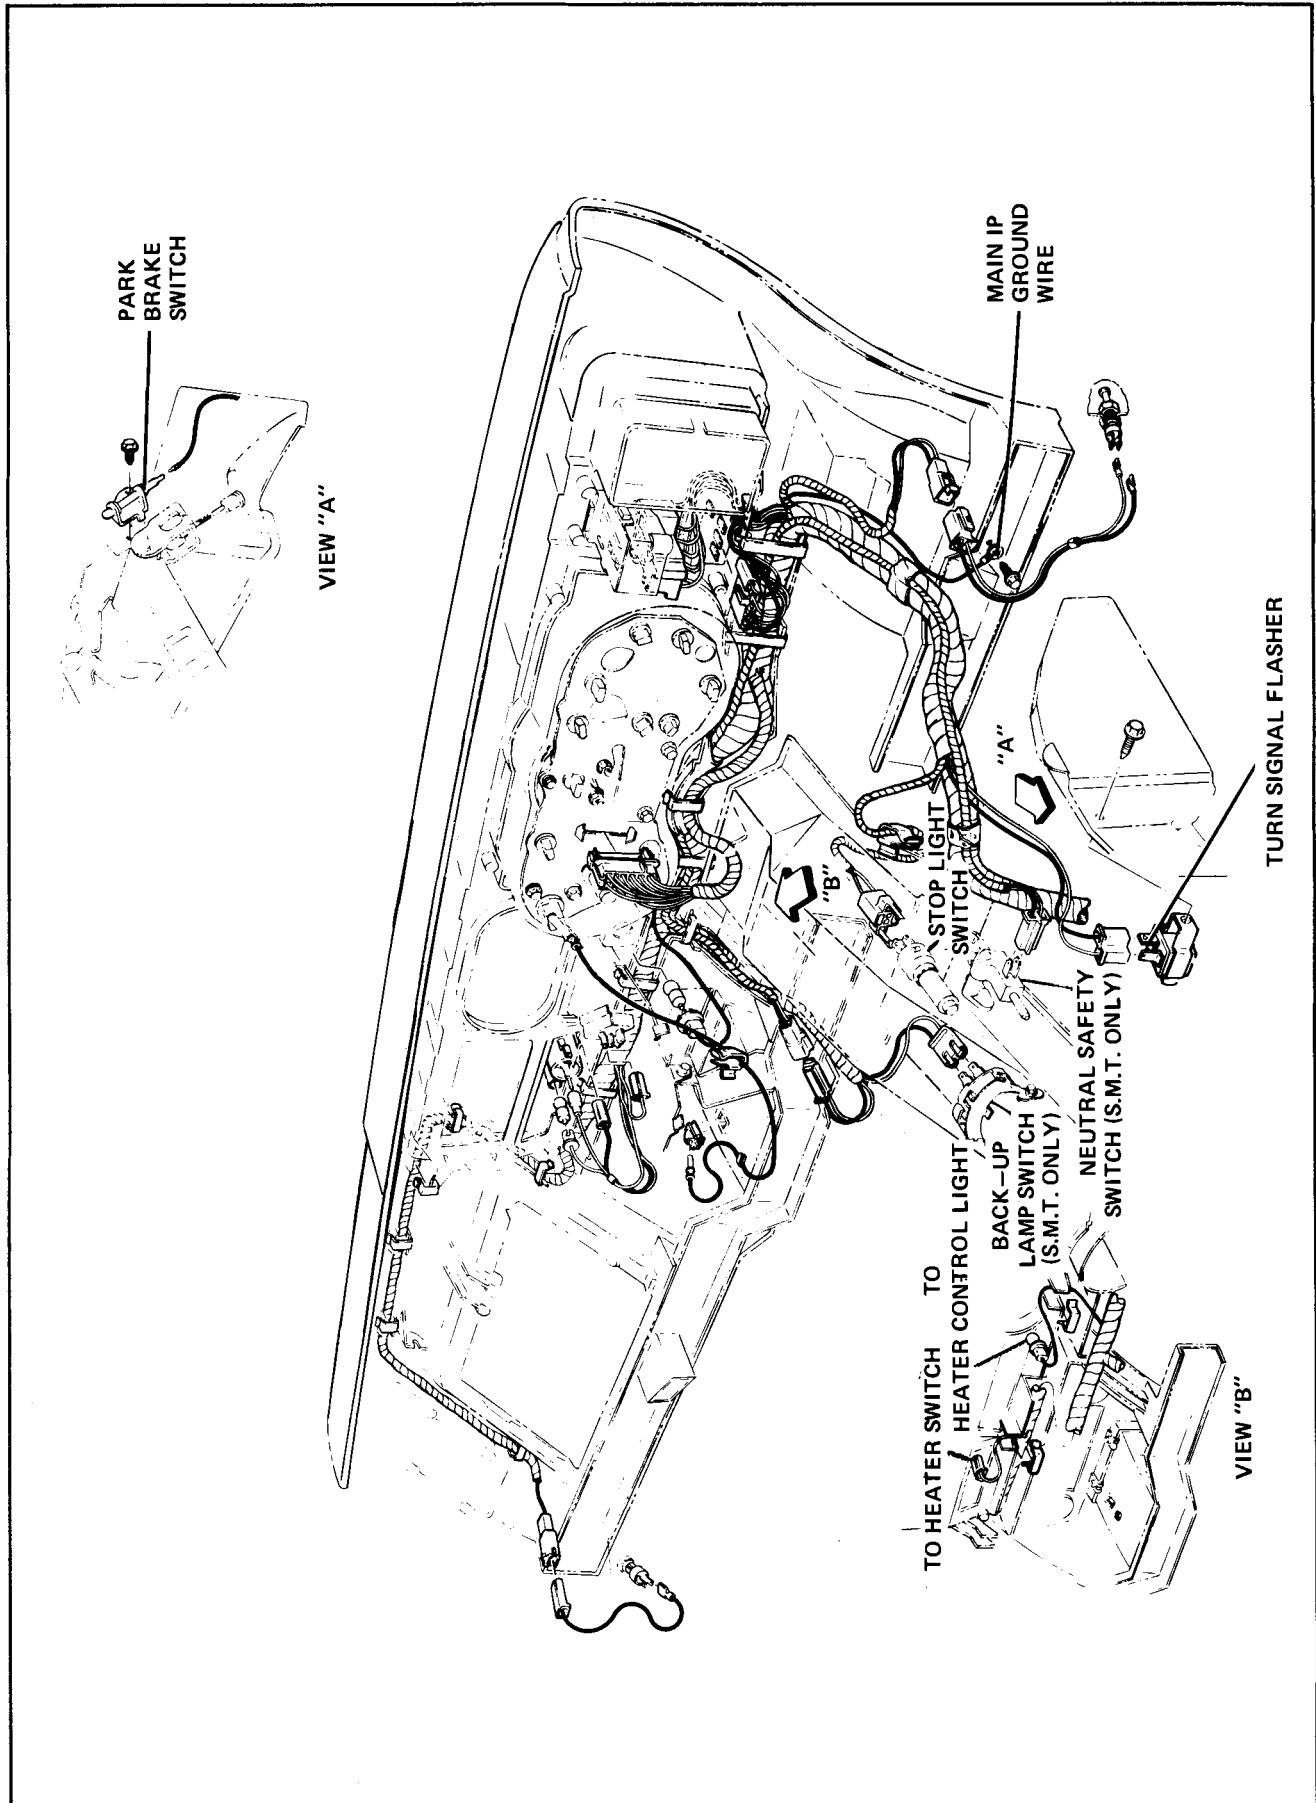 PARK
BRAKE
SWITCH
VIEW "A"
MAIN IP
GROUND
WIRE
"A"
"B"
STOP LIGHT
SWITCH
TURN SIGNAL FLASHER
NEUTRAL SAFETY
SWITCH (S.M.T. ONLY)
BACK–UP
LAMP SWITCH
(S.M.T. ONLY)
TO HEATER SWITCH
TO
HEATER CONTROL LIGHT
VIEW "B"